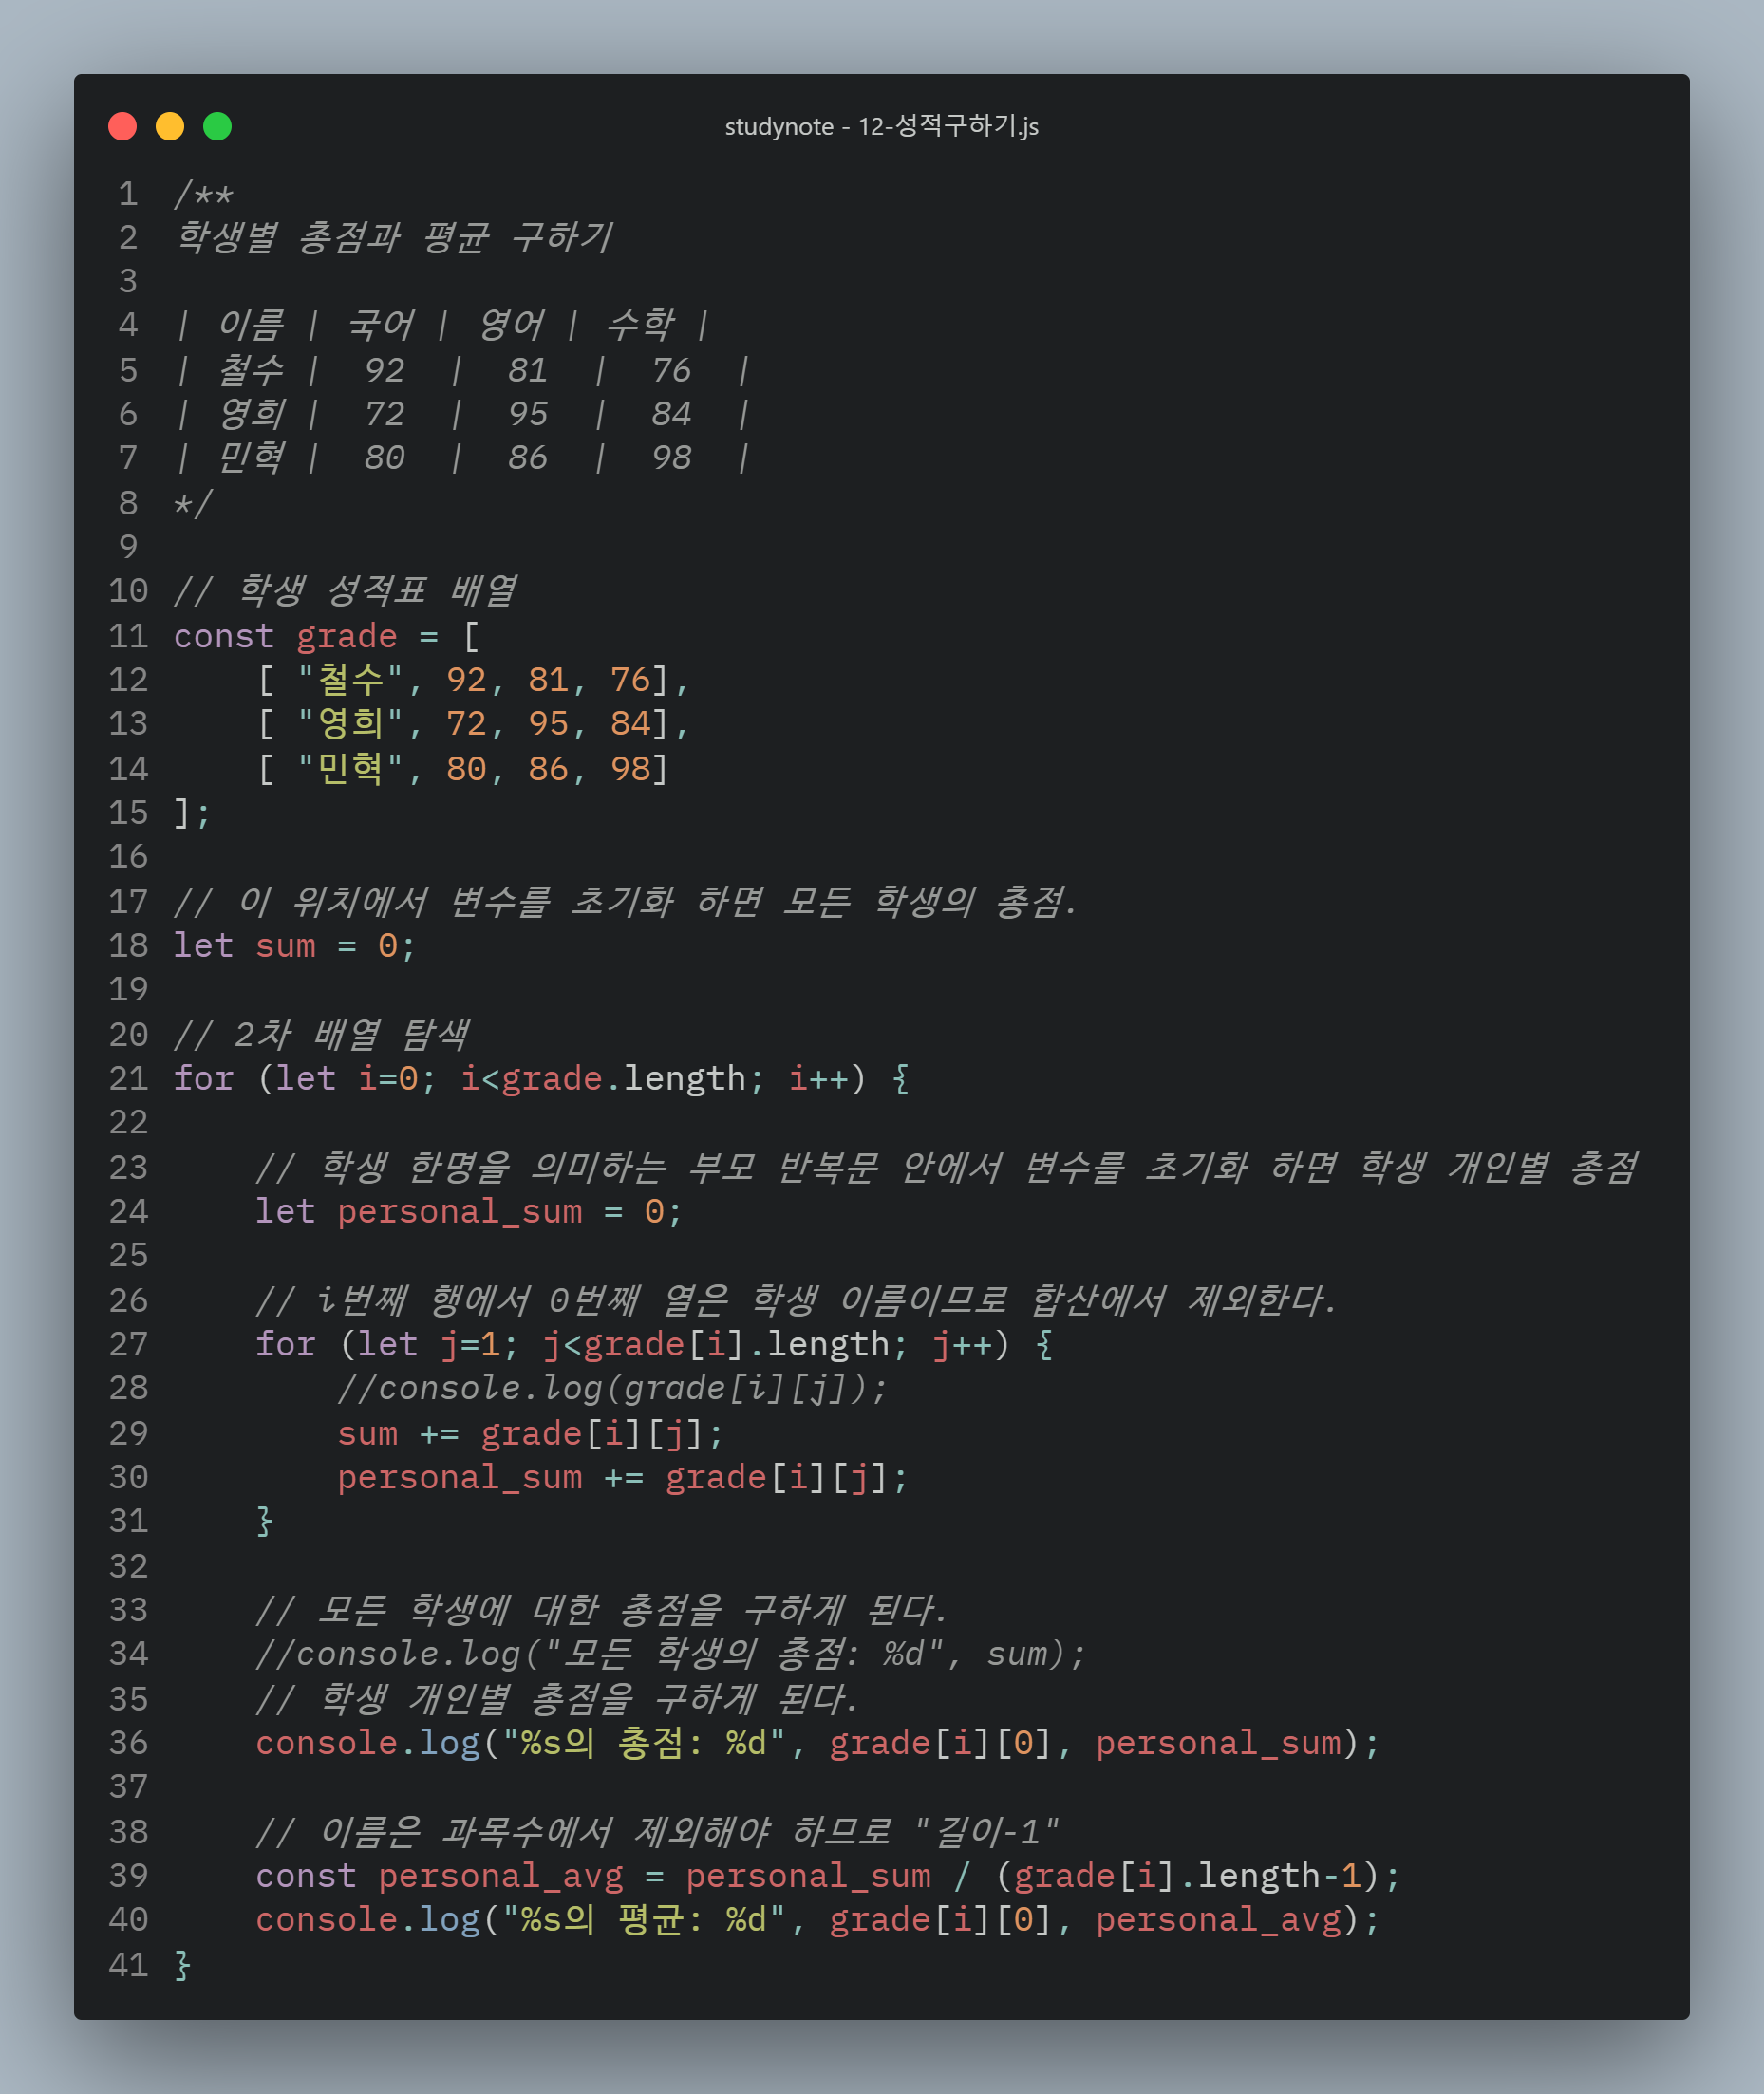 studynote - 12-성적구하기.js
1 /**
2 학생별 총점과 평균 구하기
3
4 | 이름 | 국어 | 영어 | 수학 |
5 | 철수 |  92  |  81  |  76  |
6 | 영희 |  72  |  95  |  84  |
7 | 민혁 |  80  |  86  |  98  |
8 */
9
10 // 학생 성적표 배열
11 const grade = [
12     [ "철수", 92, 81, 76],
13     [ "영희", 72, 95, 84],
14     [ "민혁", 80, 86, 98]
15 ];
16
17 // 이 위치에서 변수를 초기화 하면 모든 학생의 총점.
18 let sum = 0;
19
20 // 2차 배열 탐색
21 for (let i=0; i<grade.length; i++) {
22
23     // 학생 한명을 의미하는 부모 반복문 안에서 변수를 초기화 하면 학생 개인별 총점
24     let personal_sum = 0;
25
26     // i번째 행에서 0번째 열은 학생 이름이므로 합산에서 제외한다.
27     for (let j=1; j<grade[i].length; j++) {
28         //console.log(grade[i][j]);
29         sum += grade[i][j];
30         personal_sum += grade[i][j];
31     }
32
33     // 모든 학생에 대한 총점을 구하게 된다.
34     //console.log("모든 학생의 총점: %d", sum);
35     // 학생 개인별 총점을 구하게 된다.
36     console.log("%s의 총점: %d", grade[i][0], personal_sum);
37
38     // 이름은 과목수에서 제외해야 하므로 "길이-1"
39     const personal_avg = personal_sum / (grade[i].length-1);
40     console.log("%s의 평균: %d", grade[i][0], personal_avg);
41 }